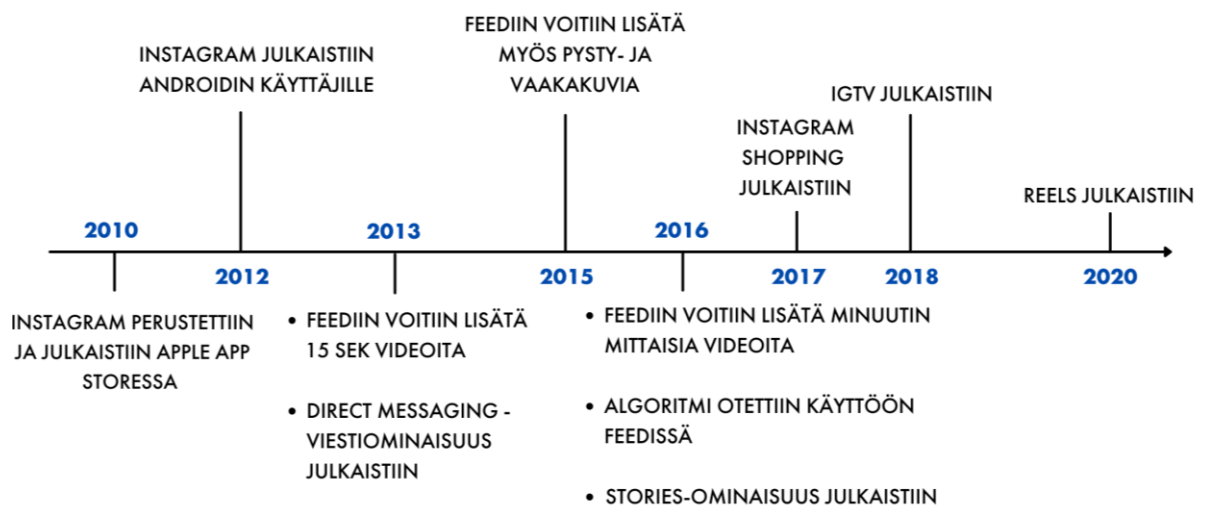 FEEDIIN VOITIIN LISÄTÄ
MYÖS PYSTY- JA
VAAKAKUVIA
INSTAGRAM JULKAISTIIN
ANDROIDIN KÄYTTÄJILLE
IGTV JULKAISTIIN
INSTAGRAM
SHOPPING
JULKAISTIIN
REELS JULKAISTIIN
2010
2013
2016
2012
2015
2017
2018
2020
INSTAGRAM PERUSTETTIIN
JA JULKAISTIIN APPLE APP
STORESSA
• FEEDIIN VOITIIN LISÄTÄ
15 SEK VIDEOITA
• DIRECT MESSAGING -
VIESTIOMINAISUUS
JULKAISTIIN
• FEEDIIN VOITIIN LISÄTÄ MINUUTIN
MITTAISIA VIDEOITA
• ALGORITMI OTETTIIN KÄYTTÖÖN
FEEDISSÄ
• STORIES-OMINAISUUS JULKAISTIIN